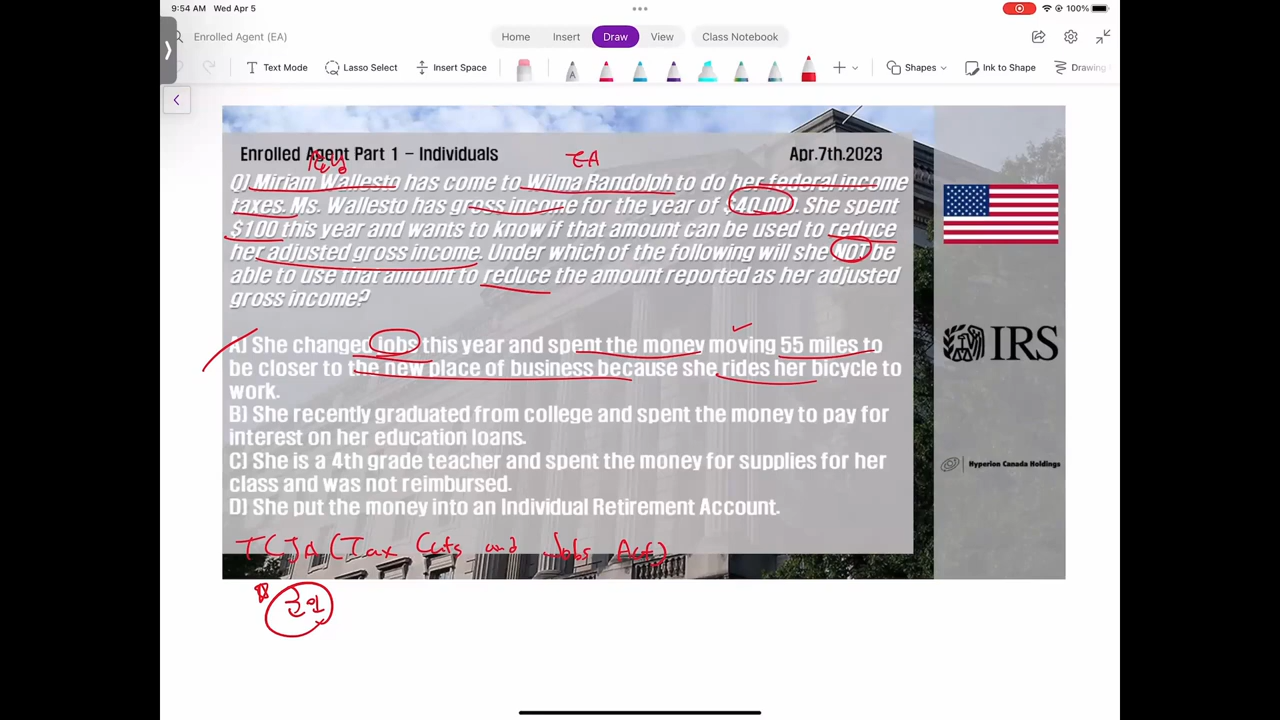 9:54 AM Wed Apr 5
100%
Enrolled Agent (EA)
Home Insert Draw View Class Notebook
Text Mode Lasso Select Insert Space Shapes Ink to Shape Drawing
Enrolled Agent Part 1 – Individuals Apr.7th.2023
EA
Q) Miriam Wallesto has come to Wilma Randolph to do her federal income
taxes. Ms. Wallesto has gross income for the year of $40,000. She spent
$100 this year and wants to know if that amount can be used to reduce
her adjusted gross income. Under which of the following will she NOT be
able to use that amount to reduce the amount reported as her adjusted
gross income?
A) She changed jobs this year and spent the money moving 55 miles to
be closer to the new place of business because she rides her bicycle to
work.
B) She recently graduated from college and spent the money to pay for
interest on her education loans.
C) She is a 4th grade teacher and spent the money for supplies for her
class and was not reimbursed.
D) She put the money into an Individual Retirement Account.
TCJA (Tax Cuts and Jobs Act)
군인
IRS
Hyperion Canada Holdings